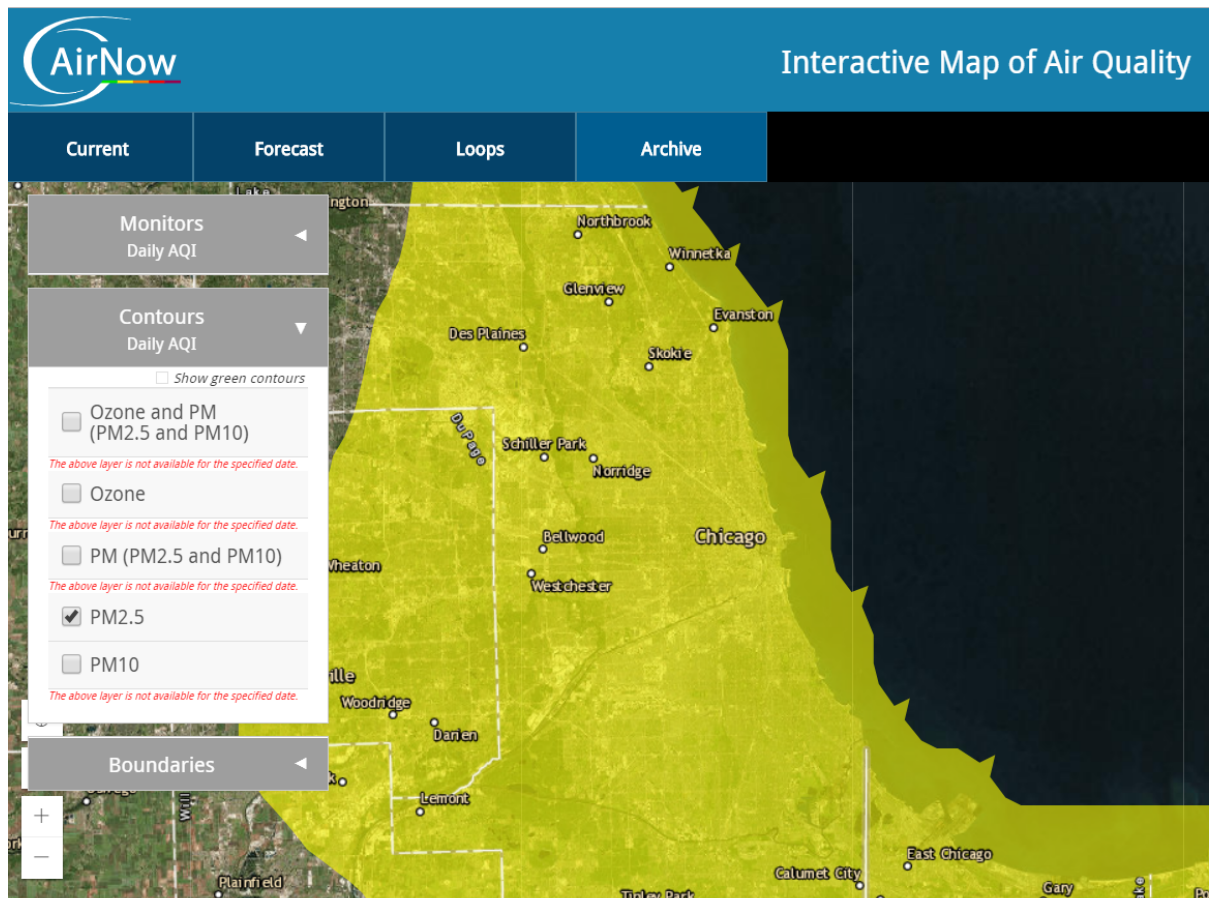 AirNow
Interactive Map of Air Quality
Current
Forecast
Loops
Archive
Monitors
Daily AQI
Contours
Daily AQI
Show green contours
Ozone and PM
(PM2.5 and PM10)
The above layer is not available for the specified date.
Ozone
The above layer is not available for the specified date.
PM (PM2.5 and PM10)
The above layer is not available for the specified date.
PM2.5
PM10
The above layer is not available for the specified date.
Boundaries
+
−
Lake
ngton
Northbrook
Winnetka
Glenview
Evanston
Des Plaines
Skokie
DuPage
Schiller Park
Norridge
Bellwood
Chicago
Wheaton
Westchester
ille
Woodridge
Darien
Lemont
Will
Plainfield
East Chicago
Calumet City
Gary
Tinley Park